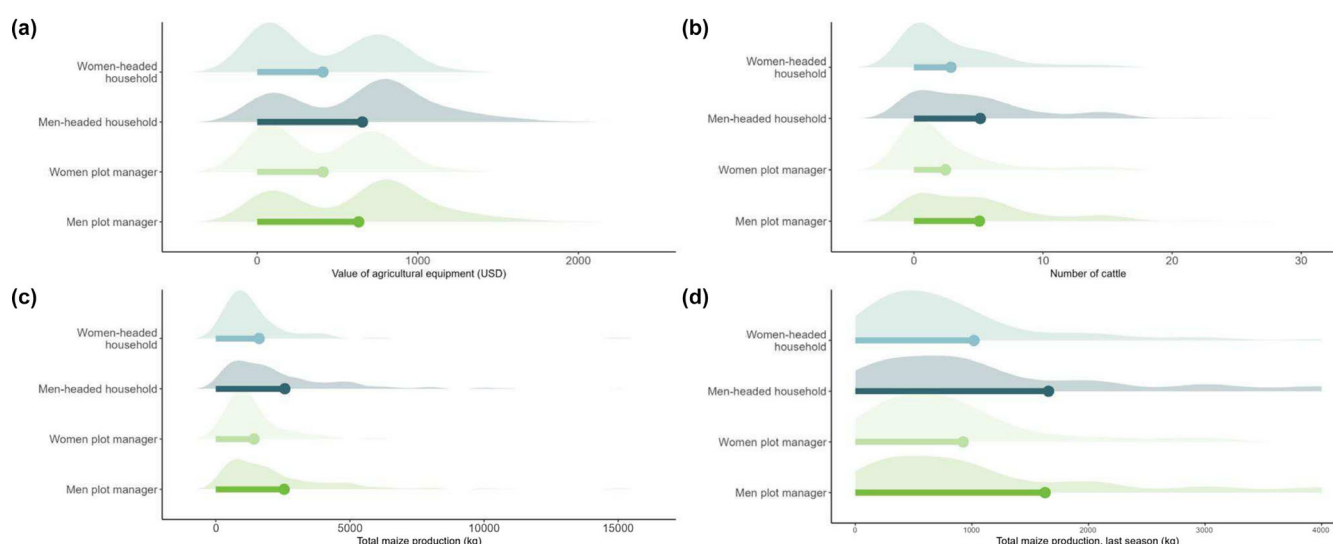 (a)
Women-headed
household
Men-headed household
Women plot manager
Men plot manager
0
1000
2000
Value of agricultural equipment (USD)
(b)
Women-headed
household
Men-headed household
Women plot manager
Men plot manager
0
10
20
30
Number of cattle
(c)
Women-headed
household
Men-headed household
Women plot manager
Men plot manager
0
5000
10000
15000
Total maize production (kg)
(d)
Women-headed
household
Men-headed household
Women plot manager
Men plot manager
0
1000
2000
3000
4000
Total maize production, last season (kg)